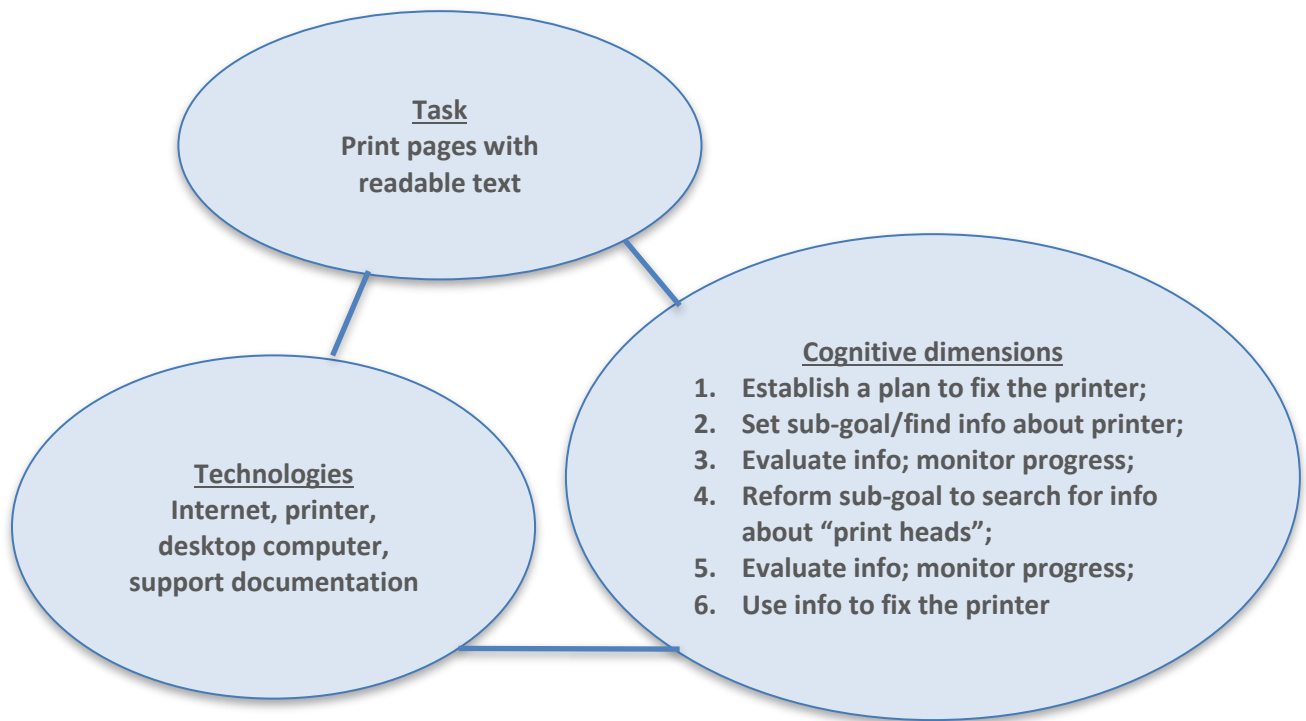 Task
Print pages with
readable text
Cognitive dimensions
1. Establish a plan to fix the printer;
2. Set sub-goal/find info about printer;
3. Evaluate info; monitor progress;
4. Reform sub-goal to search for info
about “print heads”;
5. Evaluate info; monitor progress;
6. Use info to fix the printer
Technologies
Internet, printer,
desktop computer,
support documentation